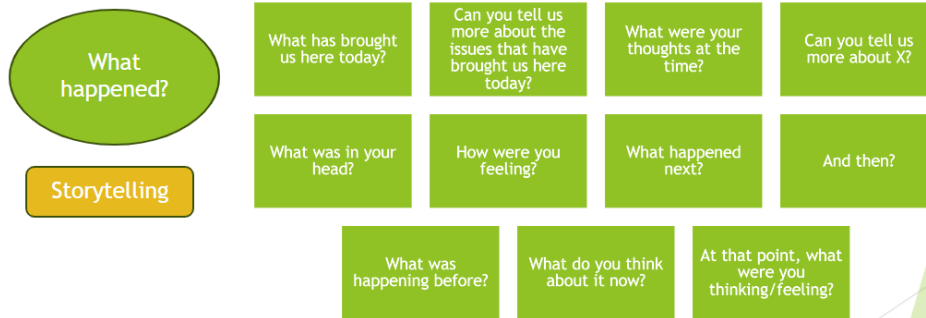 What
happened?
Storytelling
What has brought
us here today?
Can you tell us
more about the
issues that have
brought us here
today?
What were your
thoughts at the
time?
Can you tell us
more about X?
What was in your
head?
How were you
feeling?
What happened
next?
And then?
What was
happening before?
What do you think
about it now?
At that point, what
were you
thinking/feeling?